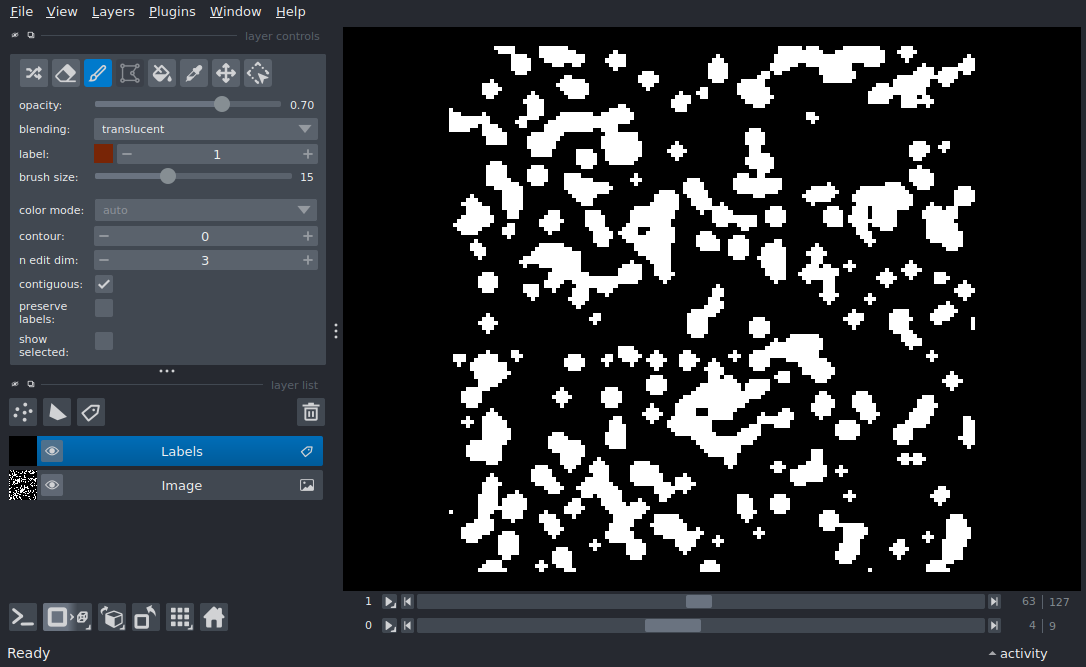 File View Layers Plugins Window Help
layer controls
opacity: 0.70
blending: translucent
label: 1
brush size: 15
color mode: auto
contour: 0
n edit dim: 3
contiguous:
preserve
labels:
show
selected:
layer list
Labels
Image
1 63 | 127
0 4 | 9
Ready activity